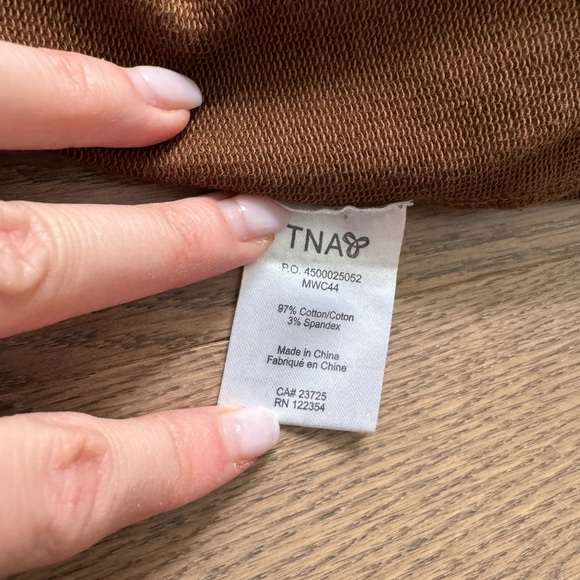 TNA
P.O. 4500025052
MWC44
97% Cotton/Coton
3% Spandex
Made in China
Fabriqué en Chine
CA# 23725
RN 122354